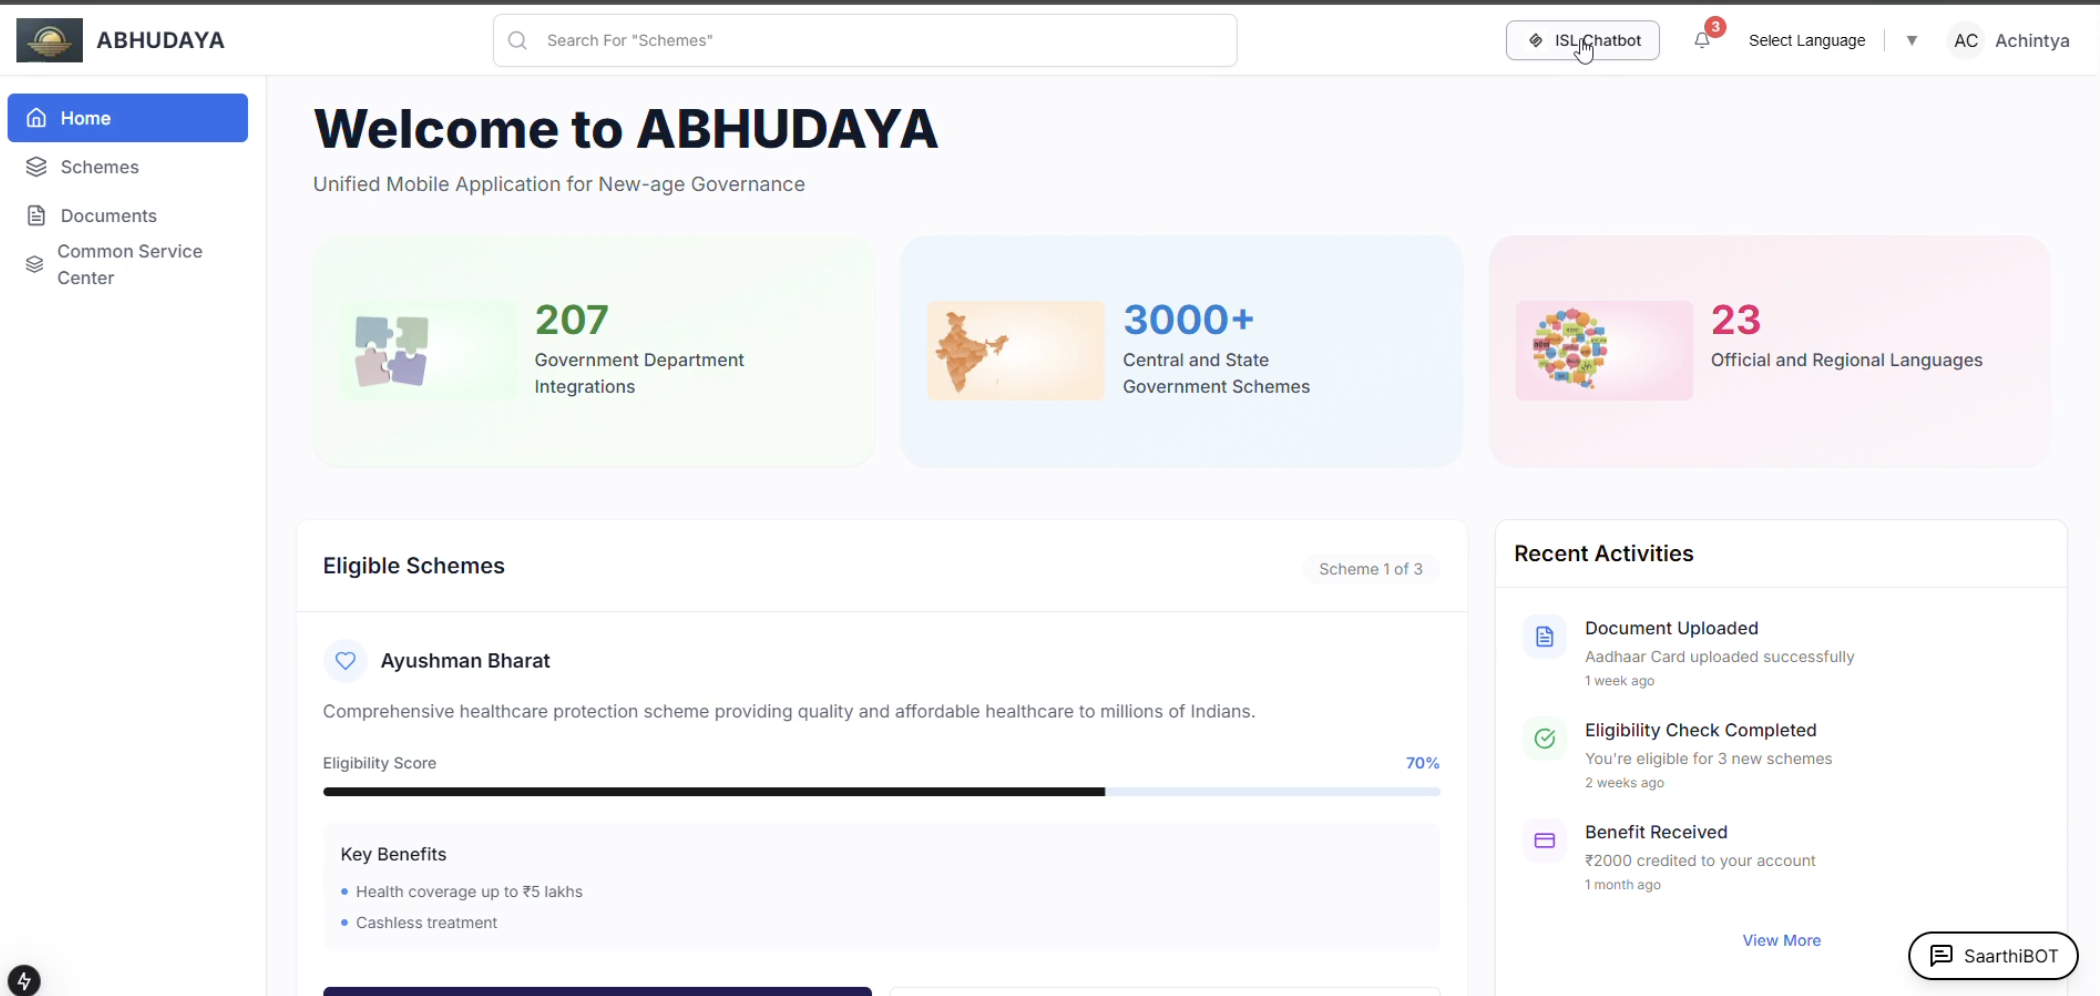 ABHUDAYA
Search For "Schemes"
ISL Chatbot
3
Select Language
▼
AC
Achintya
Home
Schemes
Documents
Common Service
Center
Welcome to ABHUDAYA
Unified Mobile Application for New-age Governance
207
Government Department
Integrations
3000+
Central and State
Government Schemes
23
Official and Regional Languages
Eligible Schemes
Scheme 1 of 3
Ayushman Bharat
Comprehensive healthcare protection scheme providing quality and affordable healthcare to millions of Indians.
Eligibility Score
70%
Key Benefits
• Health coverage up to ₹5 lakhs
• Cashless treatment
Recent Activities
Document Uploaded
Aadhaar Card uploaded successfully
1 week ago
Eligibility Check Completed
You're eligible for 3 new schemes
2 weeks ago
Benefit Received
₹2000 credited to your account
1 month ago
View More
SaarthiBOT